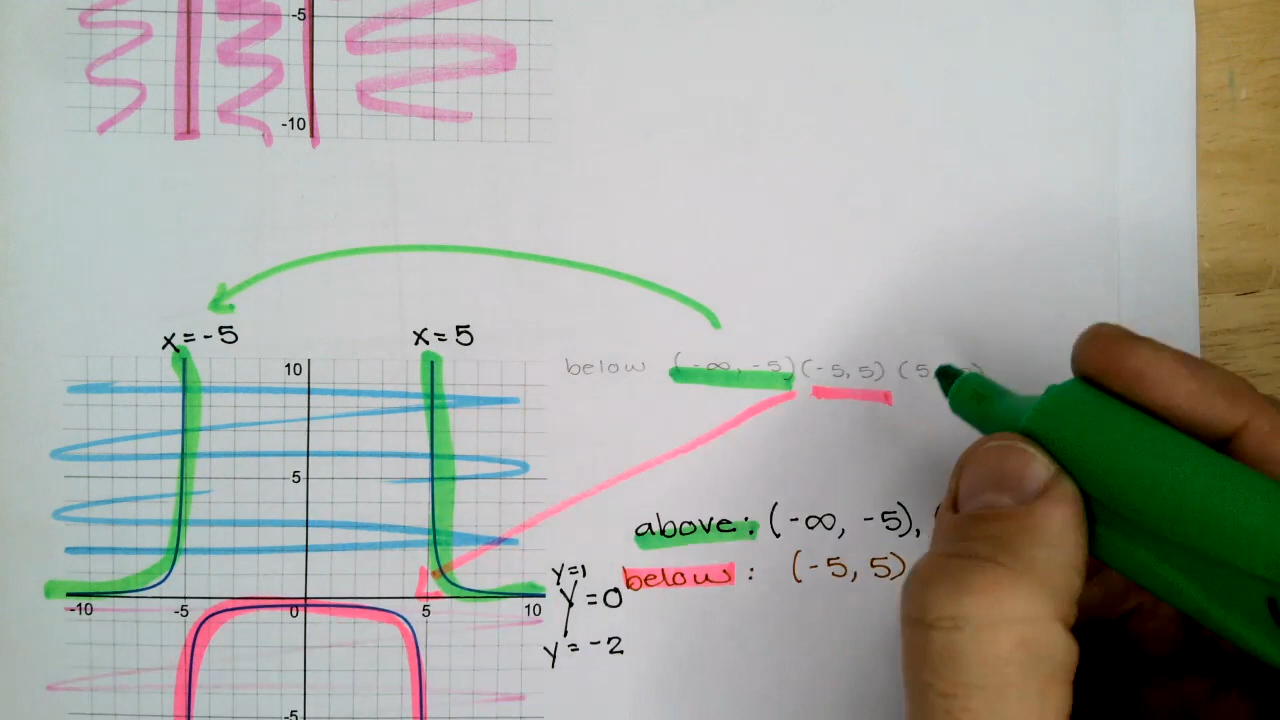 -5
-10
x=-5 x=5
10
below (-∞, -5)(-5,5) (5
5
above: (-∞, -5),
below: (-5,5)
y=1
y=0
y=-2
-10 -5 0 5 10
-5